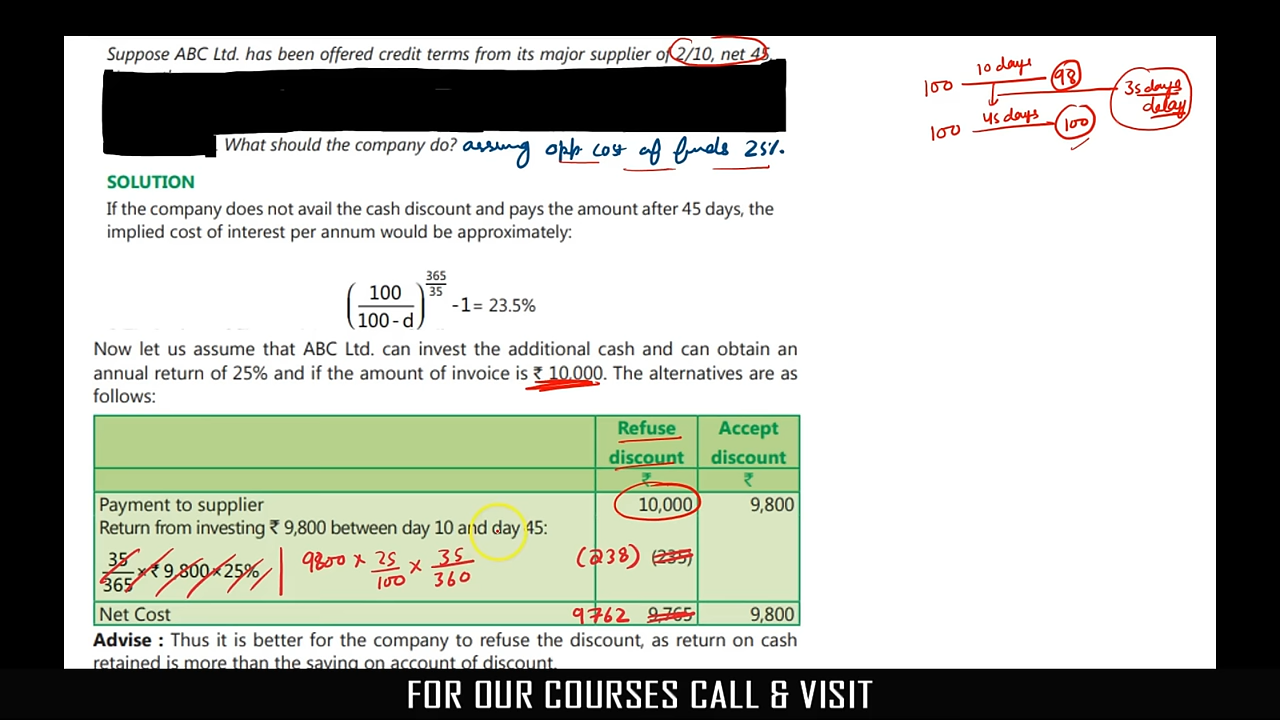 Suppose ABC Ltd. has been offered credit terms from its major supplier of 2/10, net 45,
What should the company do? assuming opp cost of funds 25%.
100 10 days 98
35 days delay
100 45 days 100
SOLUTION
If the company does not avail the cash discount and pays the amount after 45 days, the
implied cost of interest per annum would be approximately:
(100/100-d)^365/35 -1= 23.5%
Now let us assume that ABC Ltd. can invest the additional cash and can obtain an
annual return of 25% and if the amount of invoice is ₹ 10,000. The alternatives are as
follows:
Refuse discount Accept discount
₹ ₹
Payment to supplier 10,000 9,800
Return from investing ₹ 9,800 between day 10 and day 45:
35/365 × ₹ 9,800×25% 9800 × 25/100 × 35/360 (238) (235)
Net Cost 9762 9,765 9,800
Advise : Thus it is better for the company to refuse the discount, as return on cash
retained is more than the saving on account of discount.
FOR OUR COURSES CALL & VISIT